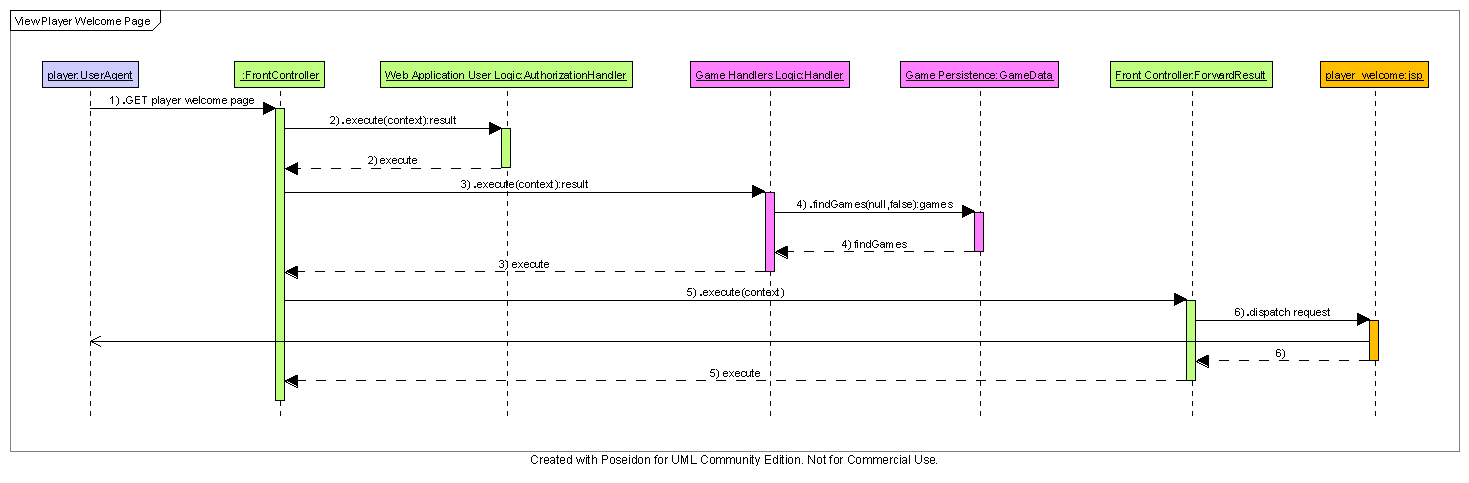 View Player Welcome Page
player:UserAgent
:FrontController
Web Application User Logic:AuthorizationHandler
Game Handlers Logic:Handler
Game Persistence:GameData
Front Controller:ForwardResult
player_welcome:jsp
1) .GET player welcome page
2) .execute(context):result
2) execute
3) .execute(context):result
4) .findGames(null,false):games
4) findGames
3) execute
5) .execute(context)
6) .dispatch request
6)
5) execute
Created with Poseidon for UML Community Edition. Not for Commercial Use.